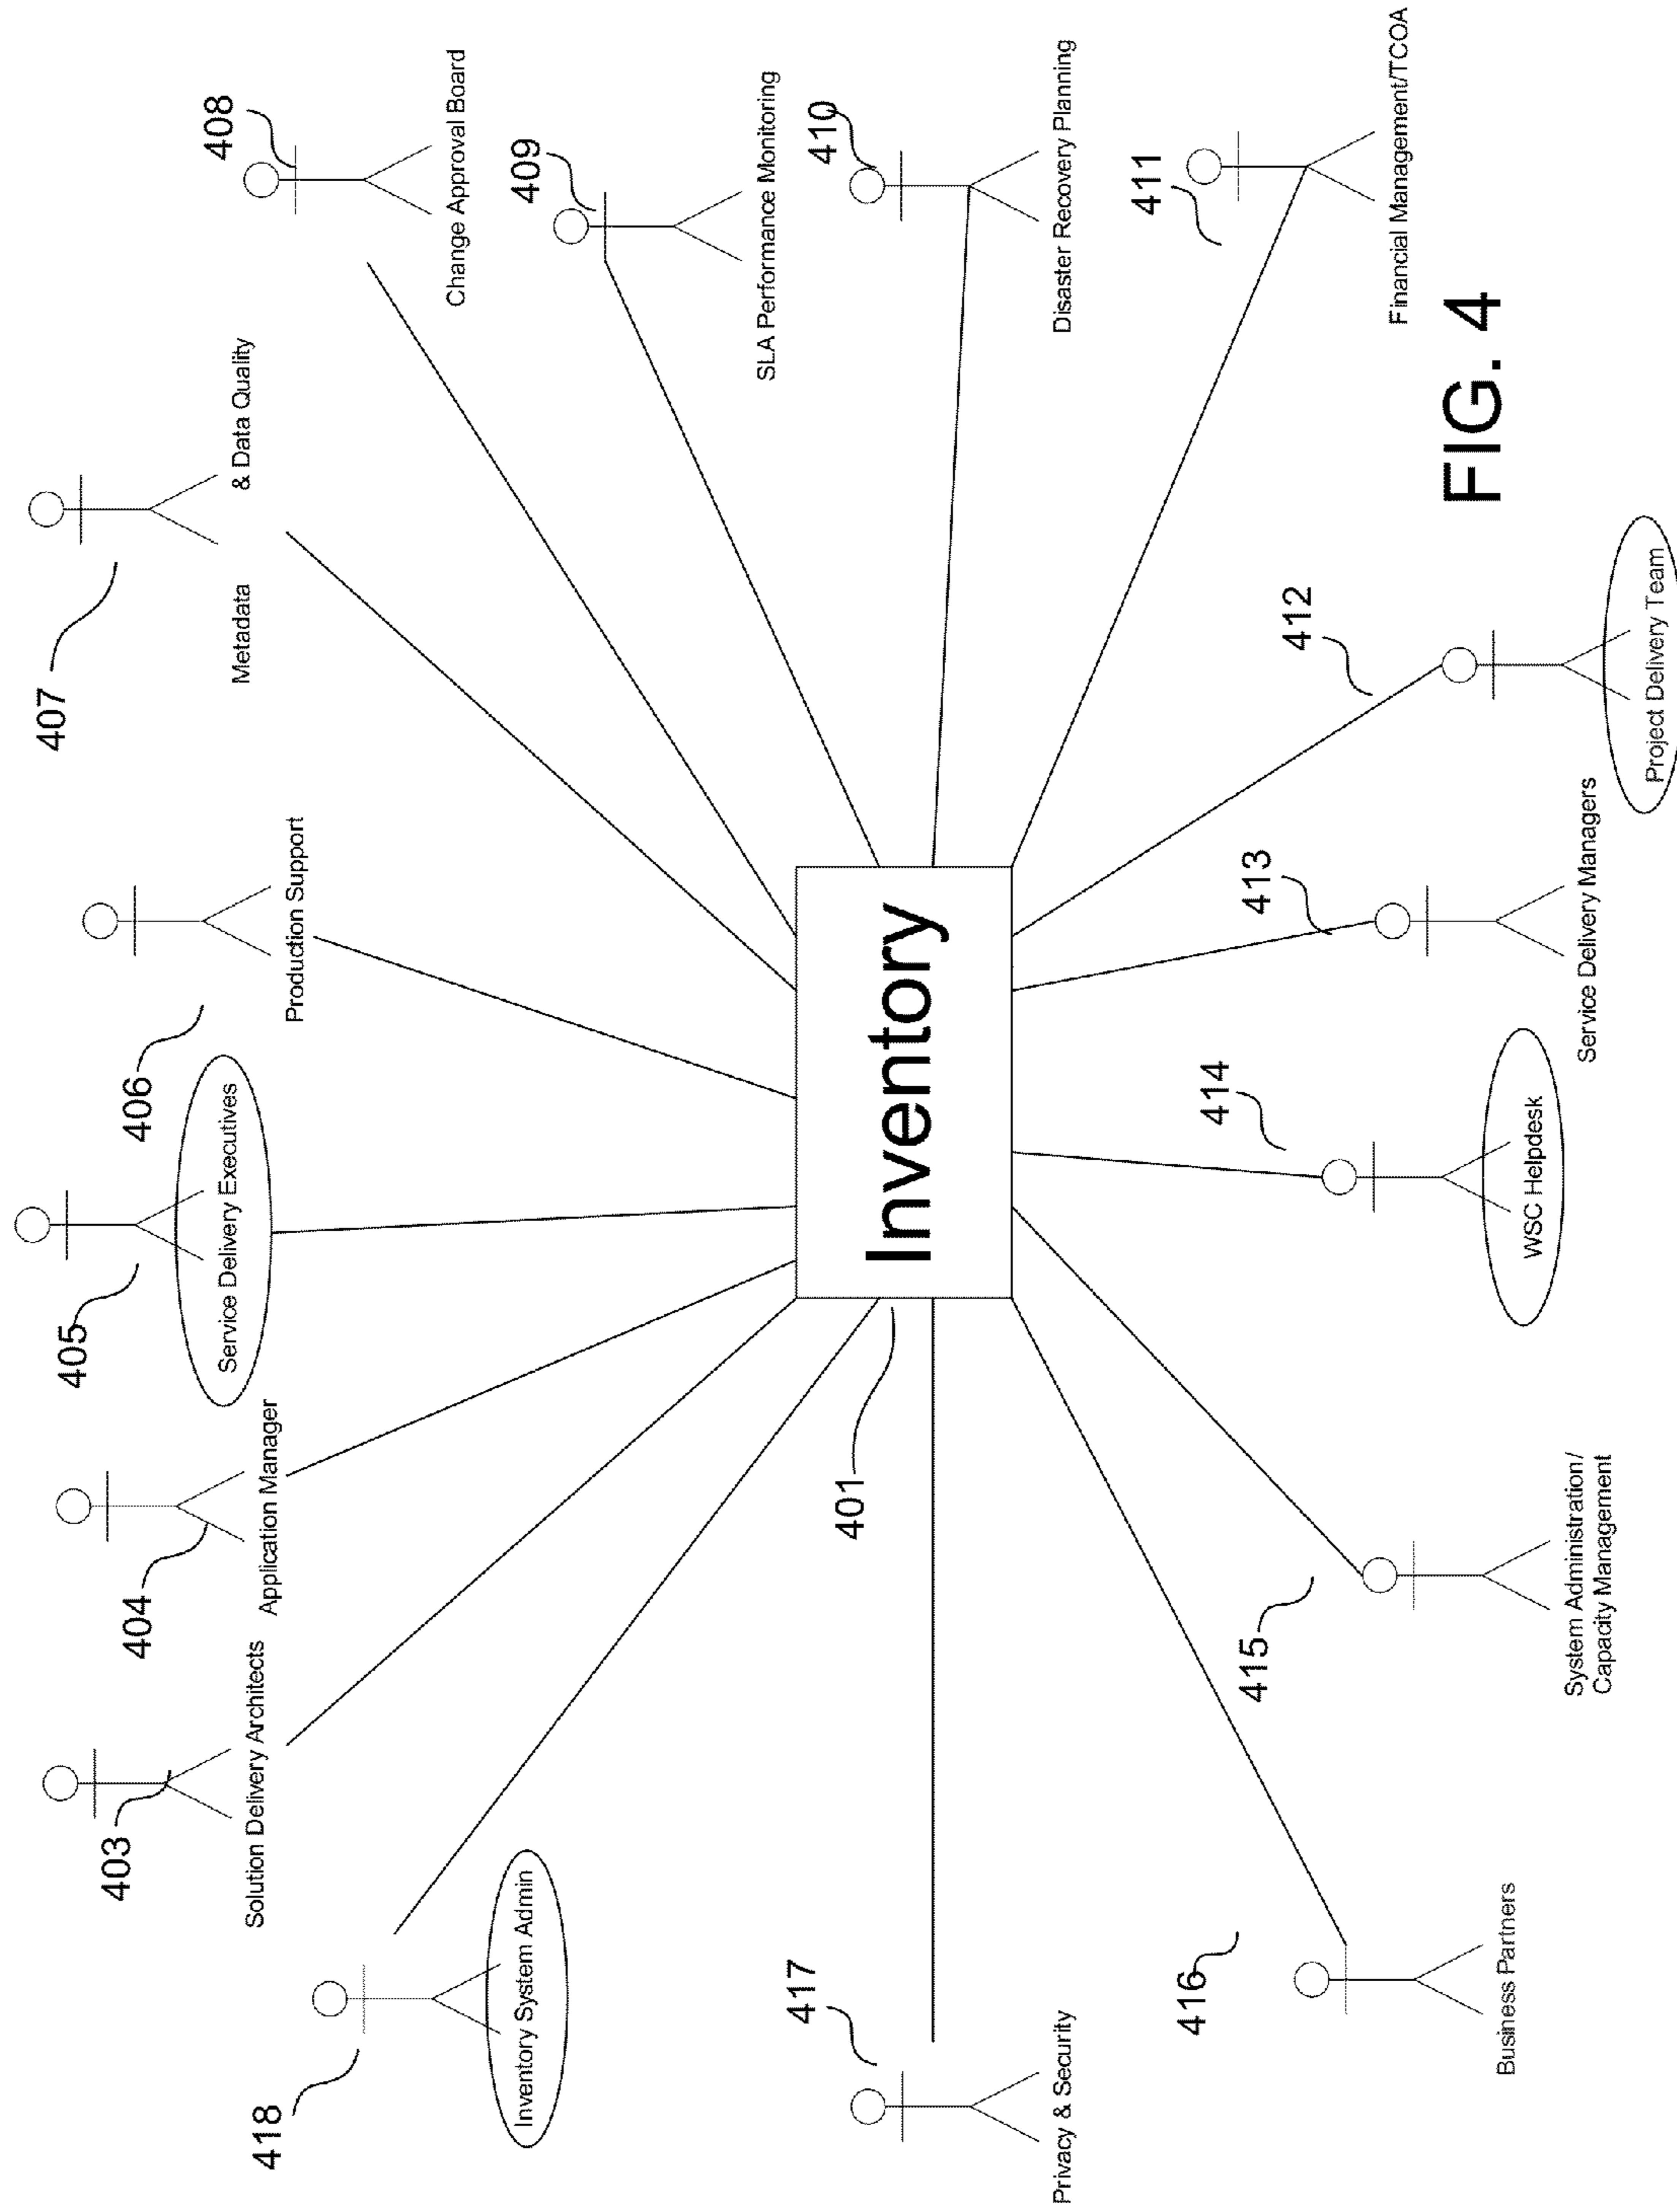 407
405
403
404
406
408
Metadata
& Data Quality
Service Delivery Executives
Solution Delivery Architects
Application Manager
Production Support
418
Change Approval Board
Inventory System Admin
409
SLA Performance Monitoring
417
401
410
Inventory
Privacy & Security
Disaster Recovery Planning
411
416
415
414
413
412
Financial Management/TCOA
FIG. 4
Business Partners
WSC Helpdesk
System Administration/
Capacity Management
Service Delivery Managers
Project Delivery Team